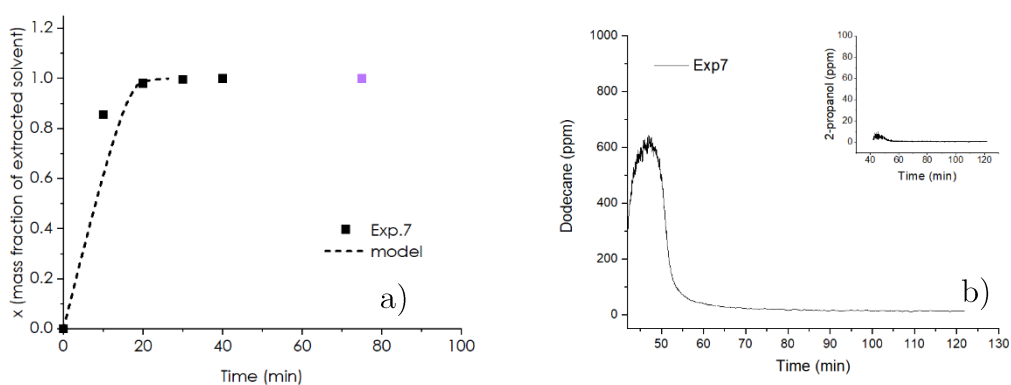 1.2
1.0
0.8
0.6
0.4
0.2
0.0
x (mass fraction of extracted solvent)
Exp.7
model
a)
0 20 40 60 80 100
Time (min)
1000
800
600
400
200
0
Dodecane (ppm)
Exp7
100
80
60
40
20
0
2-propanol (ppm)
40 60 80 100 120
Time (min)
b)
50 60 70 80 90 100 110 120 130
Time (min)